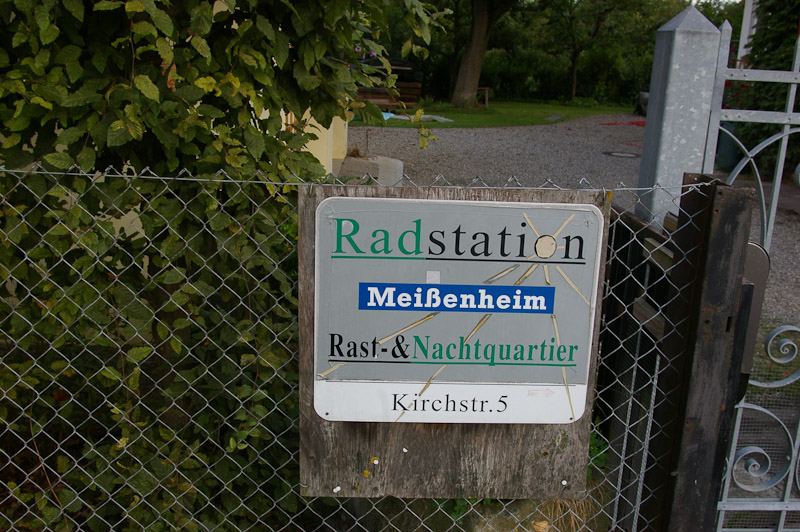 Radstation
Meißenheim
Rast-&Nachtquartier
Kirchstr.5